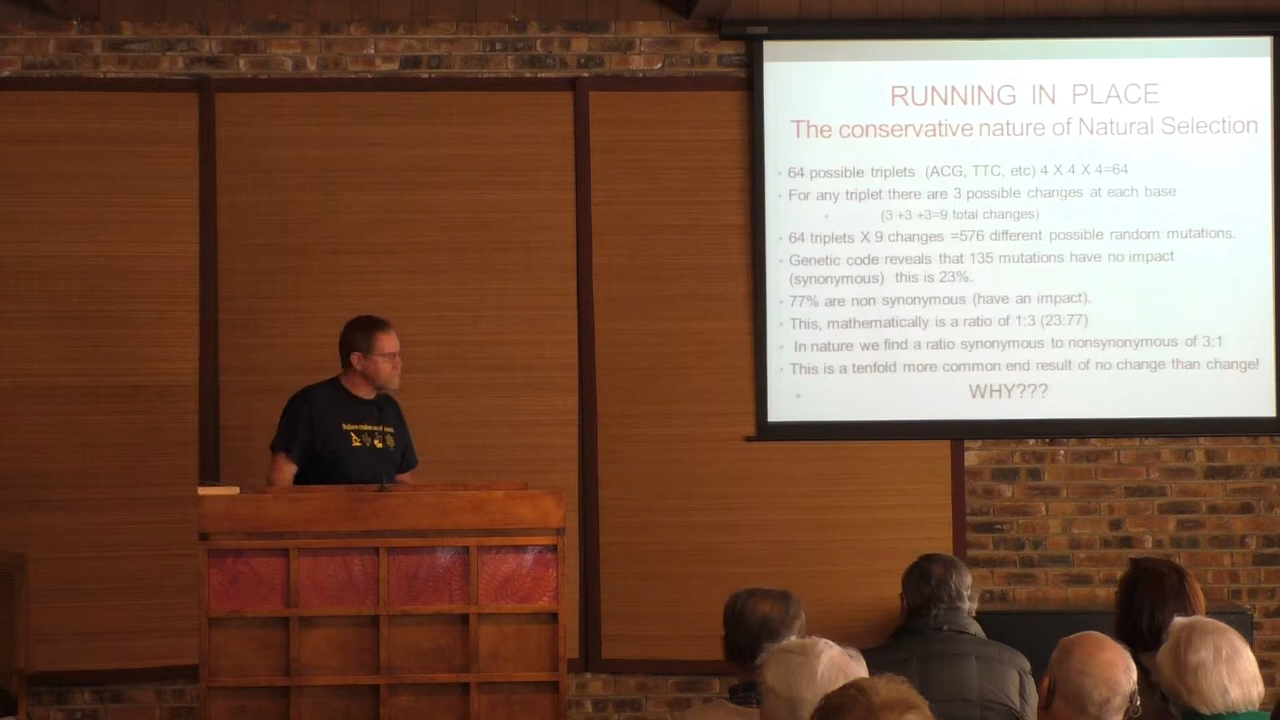 RUNNING IN PLACE
The conservative nature of Natural Selection
64 possible triplets (ACG, TTC, etc) 4 X 4 X 4=64
For any triplet there are 3 possible changes at each base
(3 +3 +3=9 total changes)
64 triplets X 9 changes =576 different possible random mutations.
Genetic code reveals that 135 mutations have no impact
(synonymous) this is 23%.
77% are non synonymous (have an impact).
This, mathematically is a ratio of 1:3 (23:77)
In nature we find a ratio synonymous to nonsynonymous of 3:1
This is a tenfold more common end result of no change than change!
WHY???